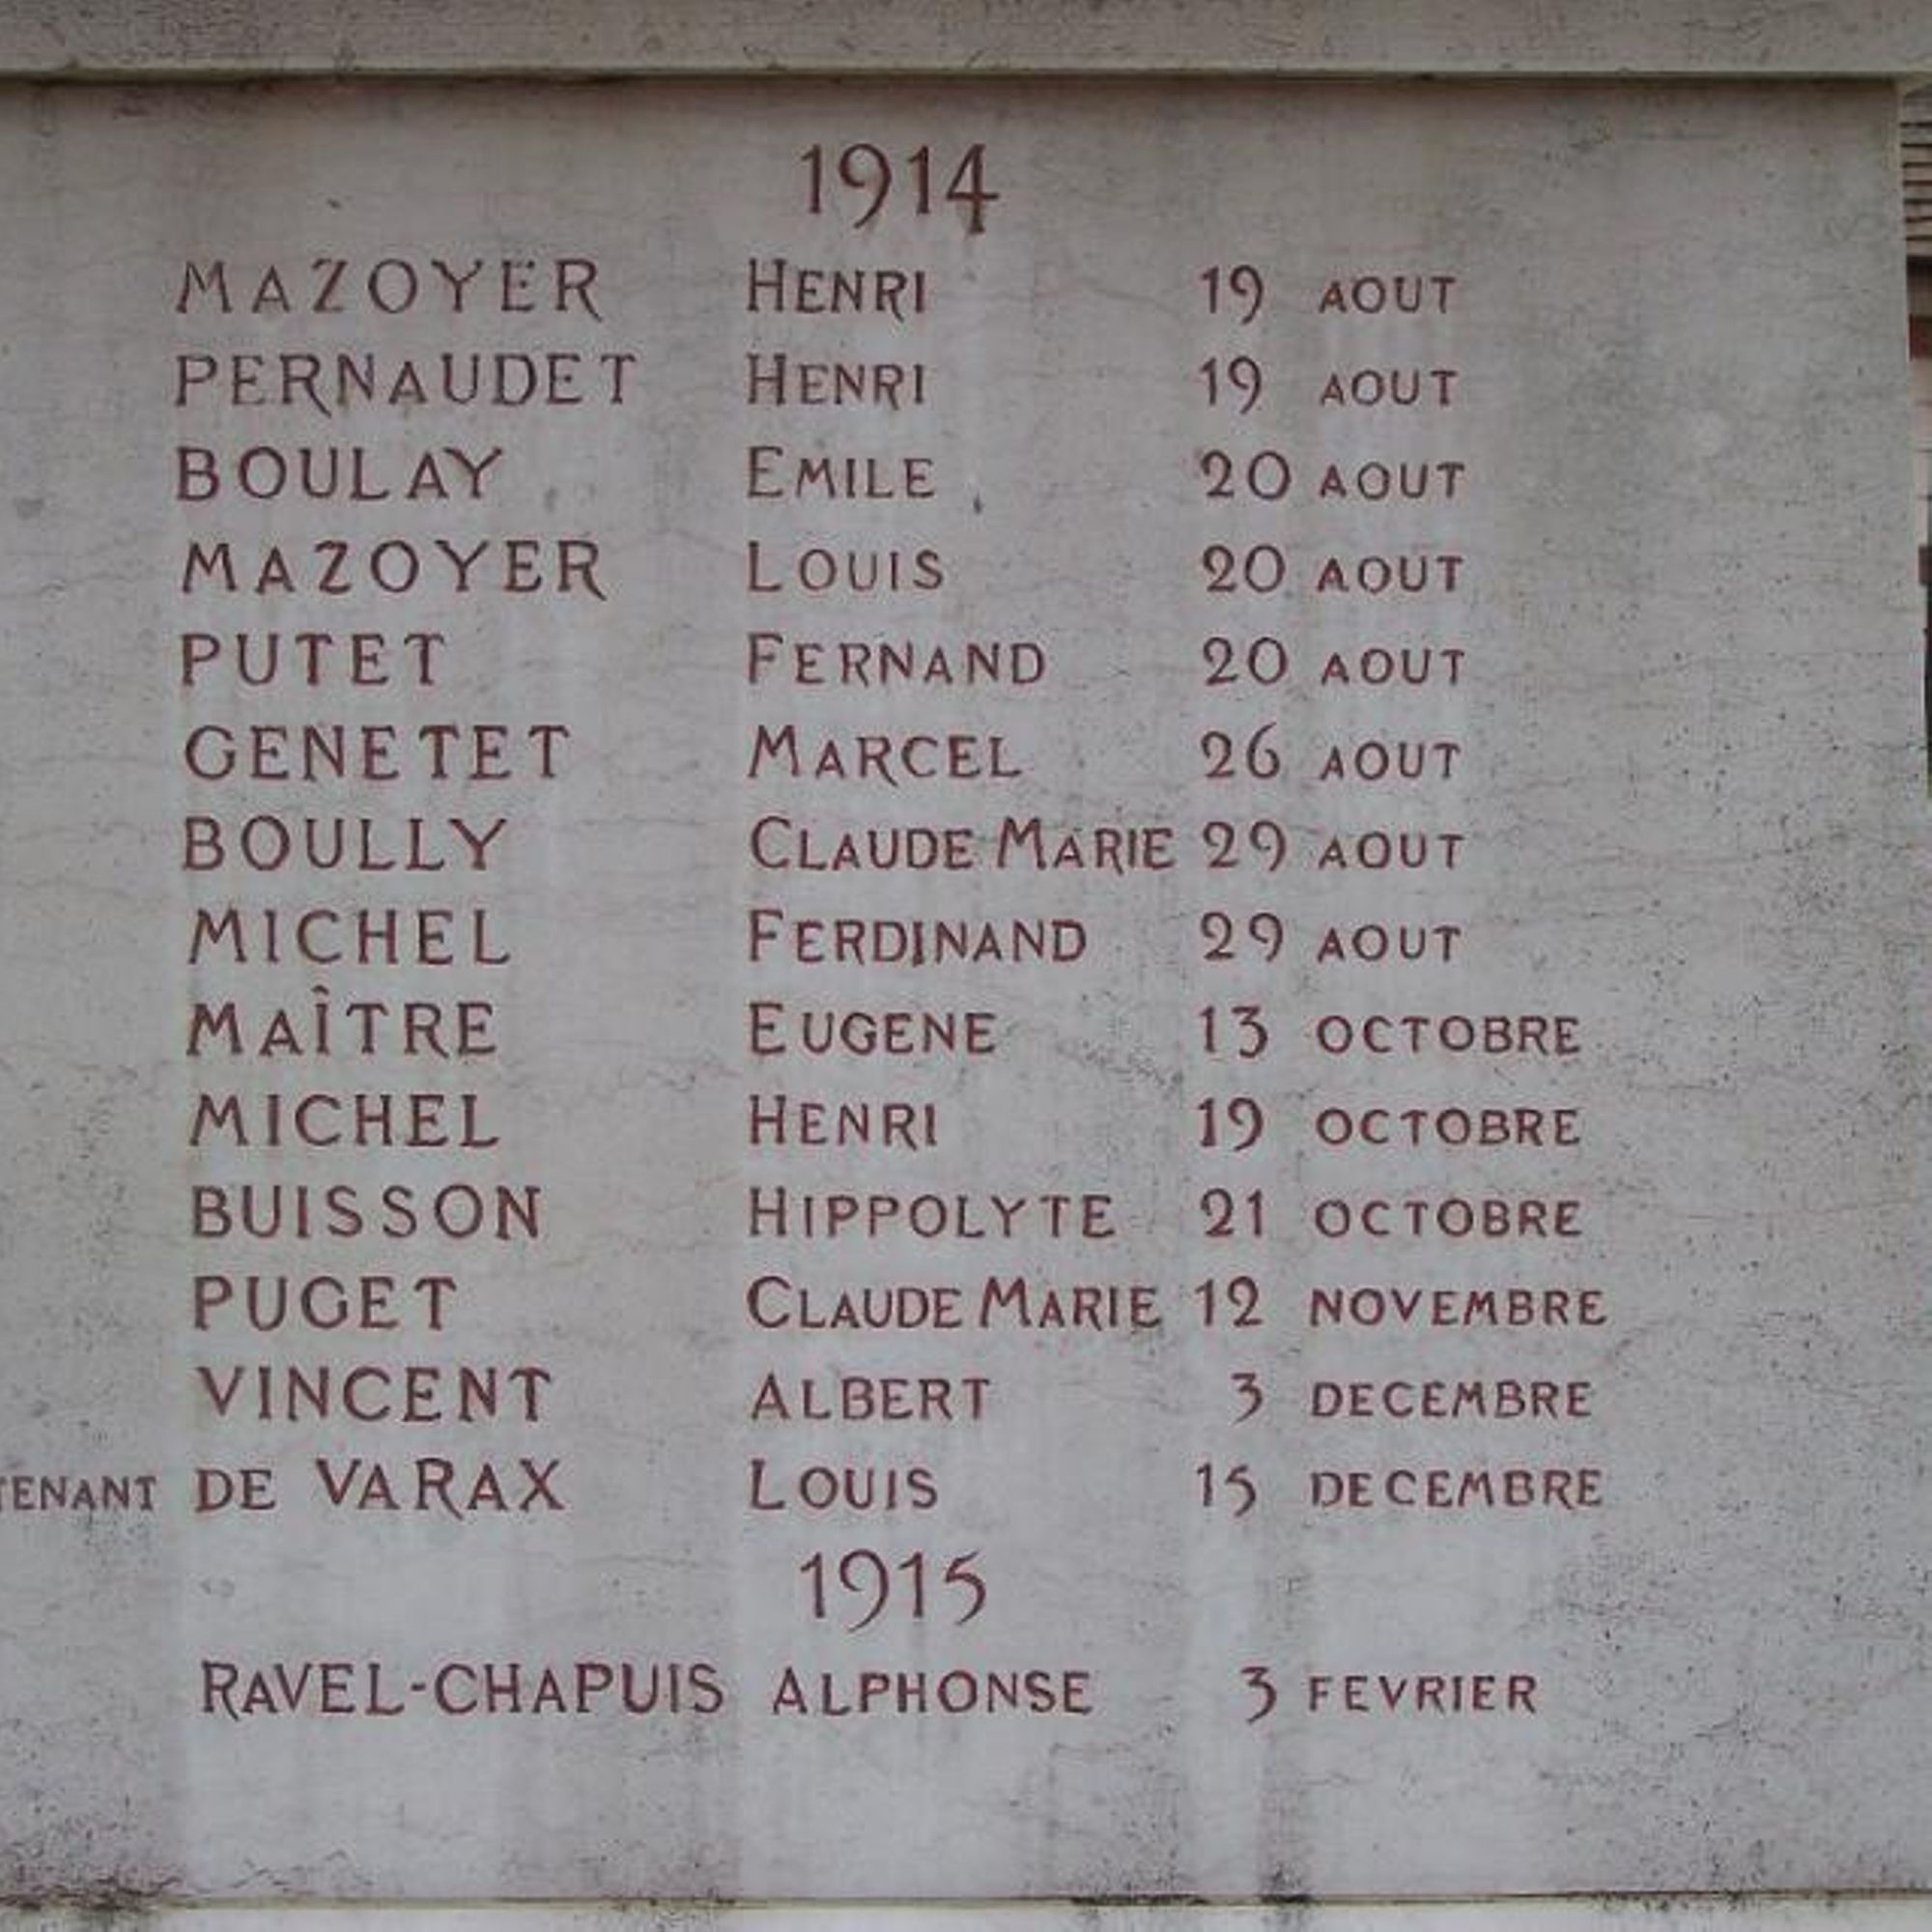 1914
MAZOYER HENRI 19 AOUT
PERNAUDET HENRI 19 AOUT
BOULAY EMILE 20 AOUT
MAZOYER LOUIS 20 AOUT
PUTET FERNAND 20 AOUT
GENETET MARCEL 26 AOUT
BOULLY CLAUDE MARIE 29 AOUT
MICHEL FERDINAND 29 AOUT
MAÎTRE EUGENE 13 OCTOBRE
MICHEL HENRI 19 OCTOBRE
BUISSON HIPPOLYTE 21 OCTOBRE
PUGET CLAUDE MARIE 12 NOVEMBRE
VINCENT ALBERT 3 DECEMBRE
TENANT DE VARAX LOUIS 15 DECEMBRE
1915
RAVEL-CHAPUIS ALPHONSE 3 FEVRIER